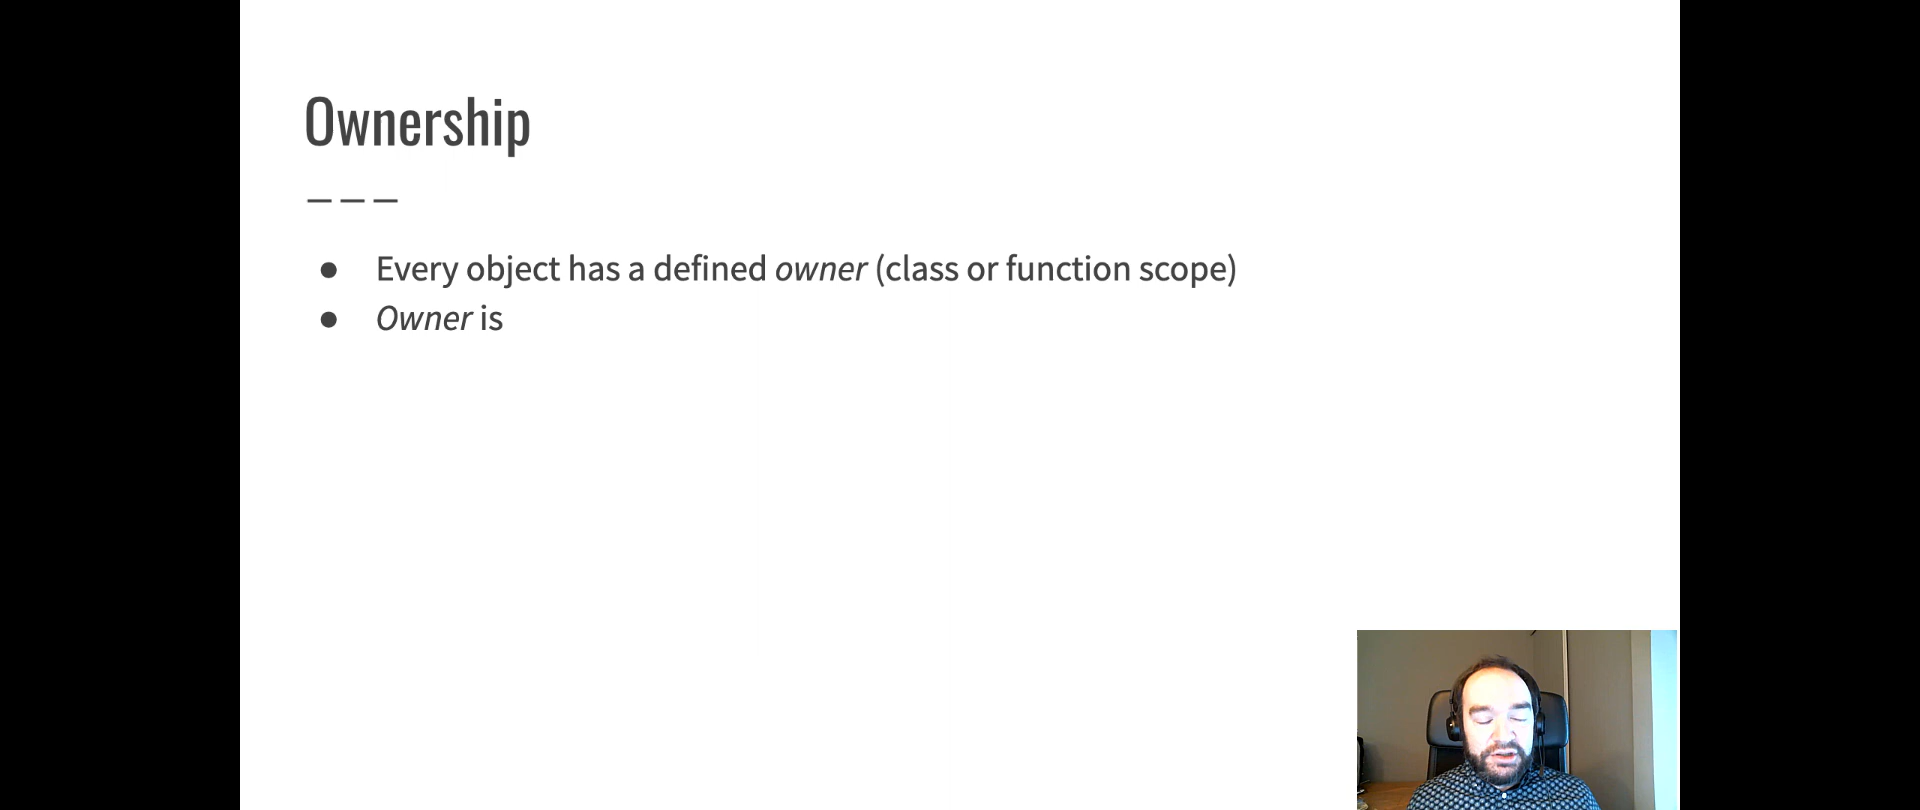 Ownership
● Every object has a defined owner (class or function scope)
● Owner is